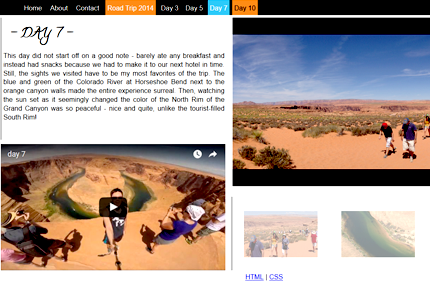 Home About Contact Road Trip 2014 Day 3 Day 5 Day 7 Day 10
- DAY 7 -
This day did not start off on a good note - barely ate any breakfast and
instead had snacks because we had to make it to our next hotel in time.
Still, the sights we visited have to be my most favorites of the trip. The
blue and green of the Colorado River at Horseshoe Bend next to the
orange canyon walls made the entire experience surreal. Then, watching
the sun set as it seemingly changed the color of the North Rim of the
Grand Canyon was so peaceful - nice and quite, unlike the tourist-filled
South Rim!
day 7
HTML | CSS